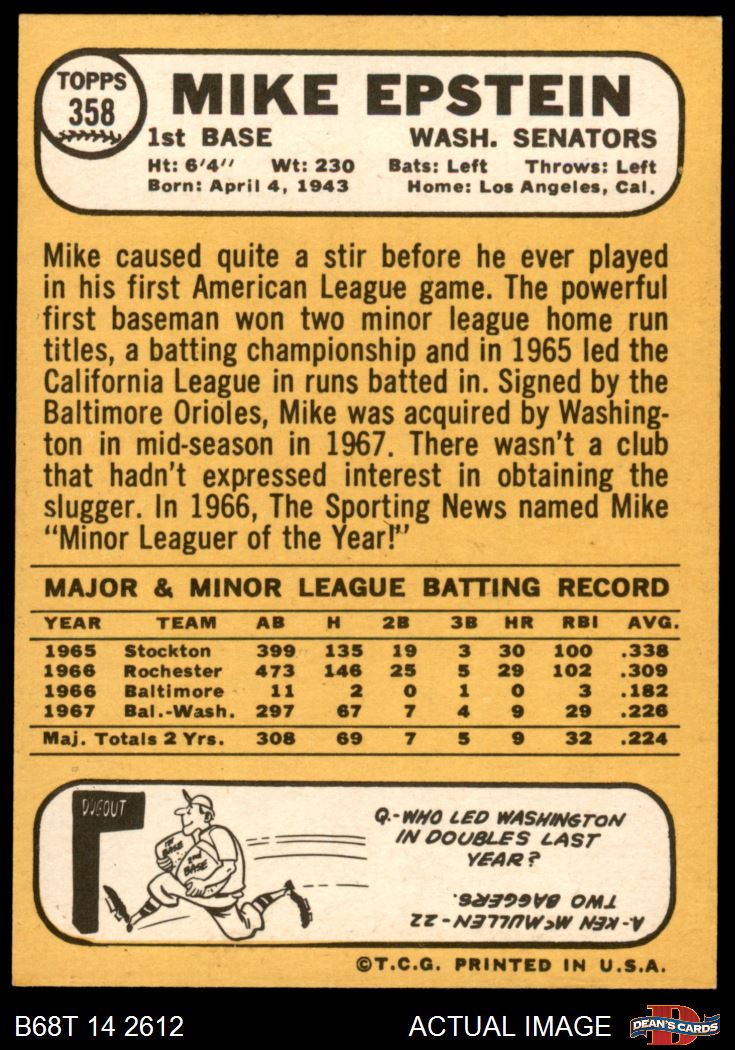 TOPPS
358
MIKE EPSTEIN
1st BASE WASH. SENATORS
Ht: 6'4" Wt: 230 Bats: Left Throws: Left
Born: April 4, 1943 Home: Los Angeles, Cal.
Mike caused quite a stir before he ever played
in his first American League game. The powerful
first baseman won two minor league home run
titles, a batting championship and in 1965 led the
California League in runs batted in. Signed by the
Baltimore Orioles, Mike was acquired by Washing-
ton in mid-season in 1967. There wasn't a club
that hadn't expressed interest in obtaining the
slugger. In 1966, The Sporting News named Mike
"Minor Leaguer of the Year!"
MAJOR & MINOR LEAGUE BATTING RECORD
YEAR TEAM AB H 2B 3B HR RBI AVG.
1965 Stockton 399 135 19 3 30 100 .338
1966 Rochester 473 146 25 5 29 102 .309
1966 Baltimore 11 2 0 1 0 3 .182
1967 Bal.-Wash. 297 67 7 4 9 29 .226
Maj. Totals 2 Yrs. 308 69 7 5 9 32 .224
DUGOUT
1st
BASE
2nd
BASE
Q.-WHO LED WASHINGTON
IN DOUBLES LAST
YEAR?
A.-KEN McMULLEN-22
TWO BAGGERS.
©T.C.G. PRINTED IN U.S.A.
B68T 14 2612 ACTUAL IMAGE
D
DEAN'S CARDS